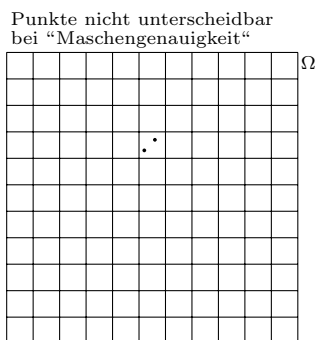 Punkte nicht unterscheidbar
bei “Maschengenauigkeit“
Ω